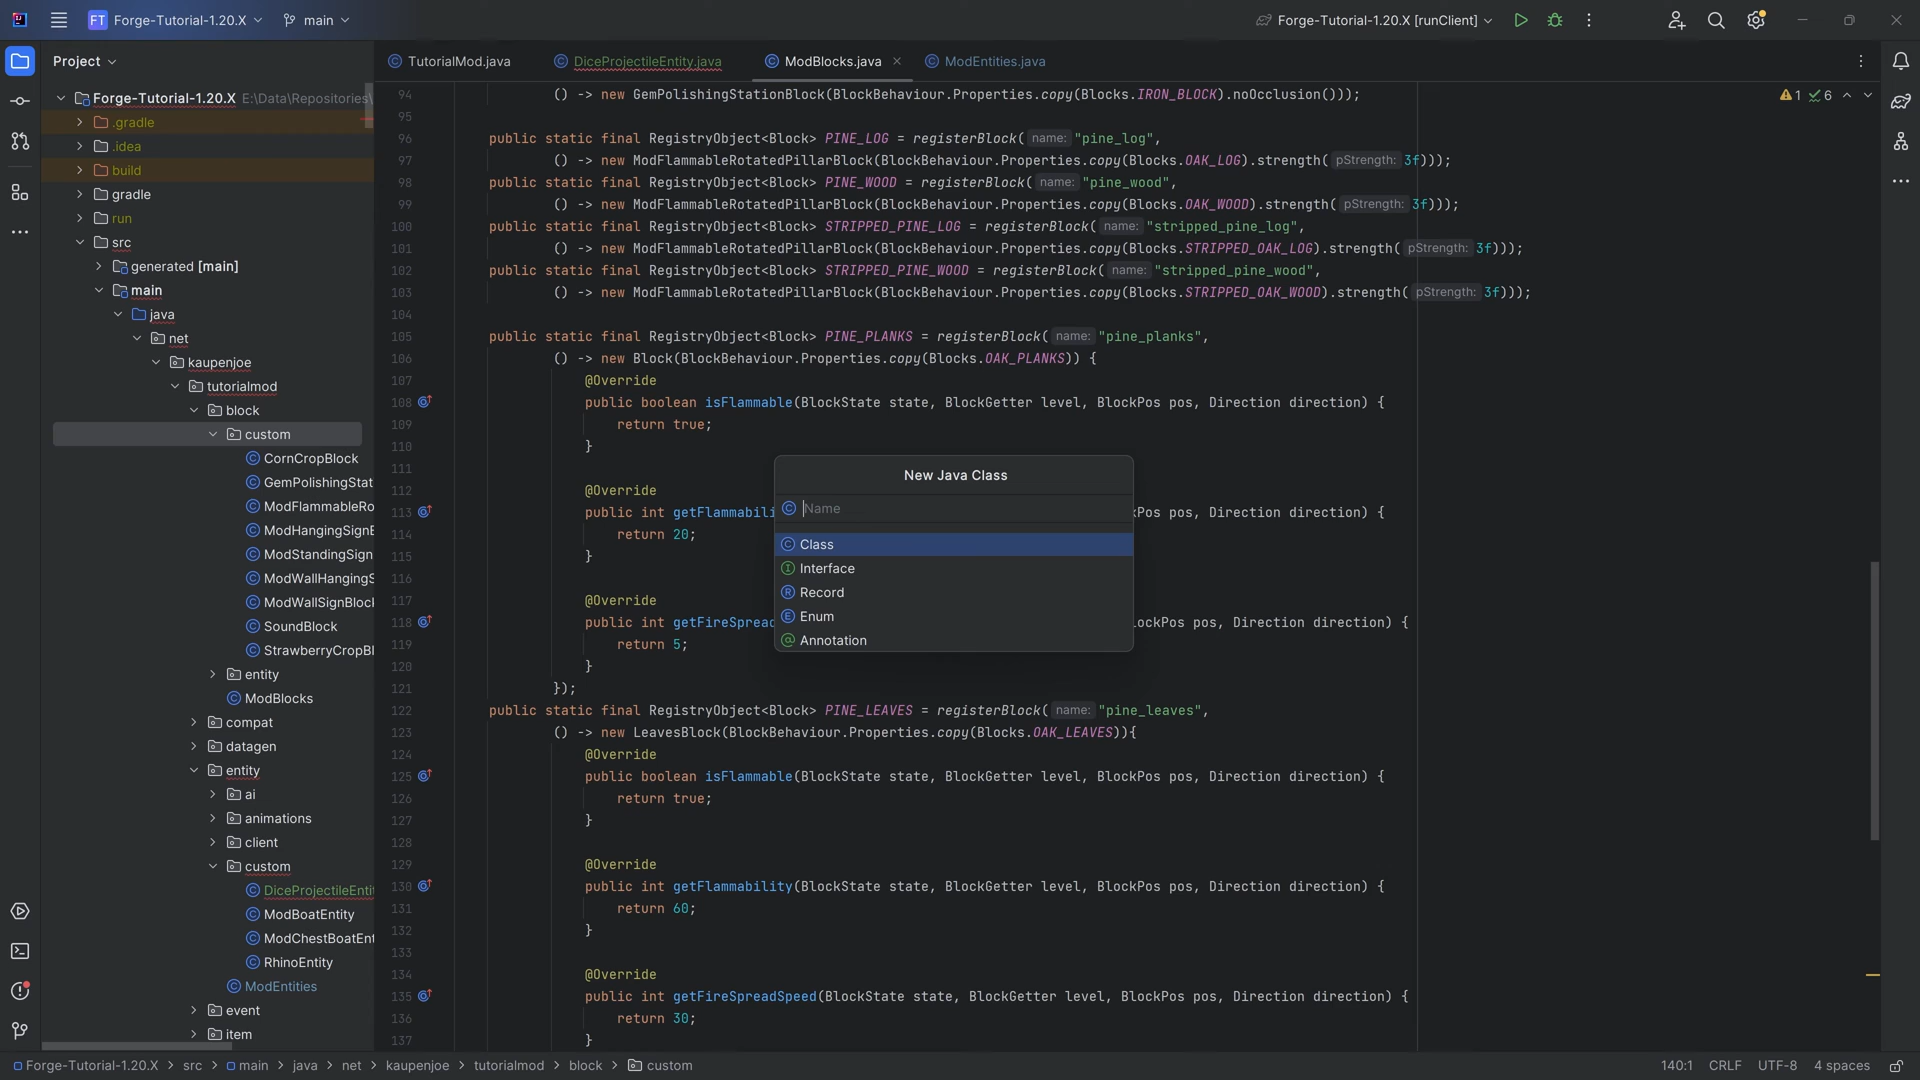 FT Forge-Tutorial-1.20.X main Forge-Tutorial-1.20.X [runClient]
Project
TutorialMod.java DiceProjectileEntity.java ModBlocks.java ModEntities.java
Forge-Tutorial-1.20.X E:\Data\Repositories\
.gradle
.idea
build
gradle
run
src
generated [main]
main
java
net
kaupenjoe
tutorialmod
block
custom
CornCropBlock
GemPolishingStat
ModFlammableRo
ModHangingSignE
ModStandingSign
ModWallHangingS
ModWallSignBlock
SoundBlock
StrawberryCropBl
entity
ModBlocks
compat
datagen
entity
ai
animations
client
custom
DiceProjectileEntit
ModBoatEntity
ModChestBoatEnt
RhinoEntity
ModEntities
event
item
1 6
94 () -> new GemPolishingStationBlock(BlockBehaviour.Properties.copy(Blocks.IRON_BLOCK).noOcclusion()));
95
96 public static final RegistryObject<Block> PINE_LOG = registerBlock( name: "pine_log",
97 () -> new ModFlammableRotatedPillarBlock(BlockBehaviour.Properties.copy(Blocks.OAK_LOG).strength( pStrength: 3f)));
98 public static final RegistryObject<Block> PINE_WOOD = registerBlock( name: "pine_wood",
99 () -> new ModFlammableRotatedPillarBlock(BlockBehaviour.Properties.copy(Blocks.OAK_WOOD).strength( pStrength: 3f)));
100 public static final RegistryObject<Block> STRIPPED_PINE_LOG = registerBlock( name: "stripped_pine_log",
101 () -> new ModFlammableRotatedPillarBlock(BlockBehaviour.Properties.copy(Blocks.STRIPPED_OAK_LOG).strength( pStrength: 3f)));
102 public static final RegistryObject<Block> STRIPPED_PINE_WOOD = registerBlock( name: "stripped_pine_wood",
103 () -> new ModFlammableRotatedPillarBlock(BlockBehaviour.Properties.copy(Blocks.STRIPPED_OAK_WOOD).strength( pStrength: 3f)));
104
105 public static final RegistryObject<Block> PINE_PLANKS = registerBlock( name: "pine_planks",
106 () -> new Block(BlockBehaviour.Properties.copy(Blocks.OAK_PLANKS)) {
107 @Override
108 public boolean isFlammable(BlockState state, BlockGetter level, BlockPos pos, Direction direction) {
109 return true;
110 }
111
112 @Override
113 public int getFlammabili kPos pos, Direction direction) {
114 return 20;
115 }
116
117 @Override
118 public int getFireSpread lockPos pos, Direction direction) {
119 return 5;
120 }
121 });
122 public static final RegistryObject<Block> PINE_LEAVES = registerBlock( name: "pine_leaves",
123 () -> new LeavesBlock(BlockBehaviour.Properties.copy(Blocks.OAK_LEAVES)){
124 @Override
125 public boolean isFlammable(BlockState state, BlockGetter level, BlockPos pos, Direction direction) {
126 return true;
127 }
128
129 @Override
130 public int getFlammability(BlockState state, BlockGetter level, BlockPos pos, Direction direction) {
131 return 60;
132 }
133
134 @Override
135 public int getFireSpreadSpeed(BlockState state, BlockGetter level, BlockPos pos, Direction direction) {
136 return 30;
137 }
New Java Class
Name
Class
Interface
Record
Enum
Annotation
Forge-Tutorial-1.20.X > src > main > java > net > kaupenjoe > tutorialmod > block > custom 140:1 CRLF UTF-8 4 spaces